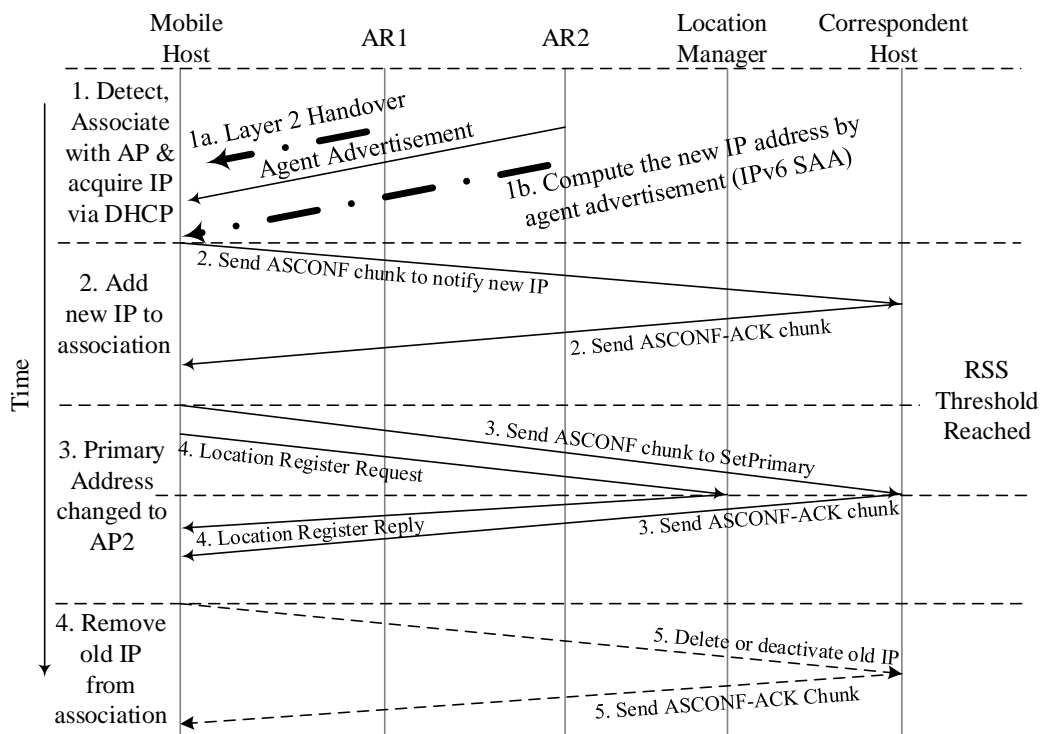 Mobile
Host
AR1
AR2
Location
Manager
Correspondent
Host
1. Detect,
Associate
with AP &
acquire IP
via DHCP
1a. Layer 2 Handover
Agent Advertisement
1b. Compute the new IP address by
agent advertisement (IPv6 SAA)
2. Add
new IP to
association
2. Send ASCONF chunk to notify new IP
2. Send ASCONF-ACK chunk
Time
RSS
Threshold
Reached
3. Primary
Address
changed to
AP2
3. Send ASCONF chunk to SetPrimary
4. Location Register Request
4. Location Register Reply
3. Send ASCONF-ACK chunk
4. Remove
old IP
from
association
5. Delete or deactivate old IP
5. Send ASCONF-ACK Chunk